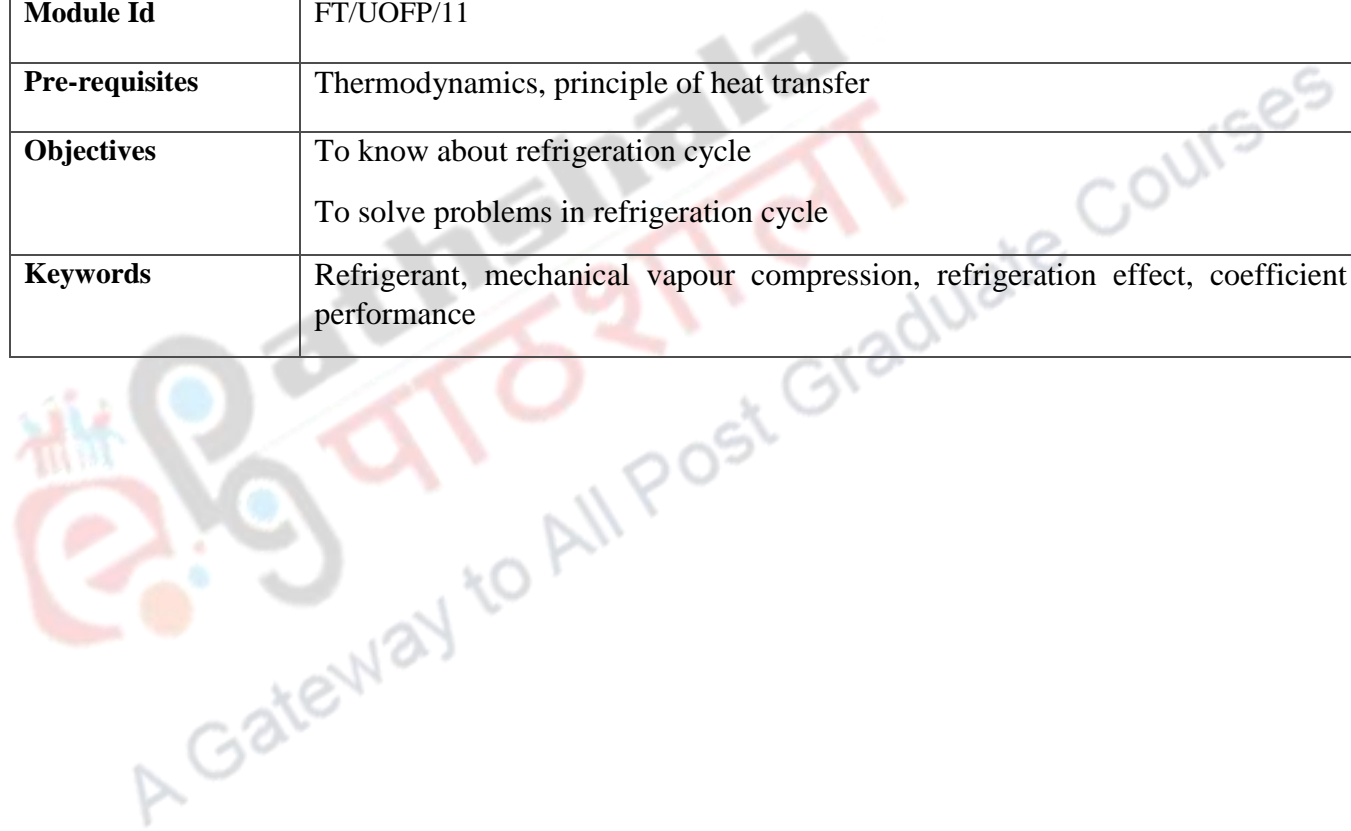 Module Id FT/UOFP/11
Pre-requisites Thermodynamics, principle of heat transfer
Objectives To know about refrigeration cycle
To solve problems in refrigeration cycle
Keywords Refrigerant, mechanical vapour compression, refrigeration effect, coefficient
performance
Pathshala
पाठशाला
A Gateway to All Post Graduate Courses